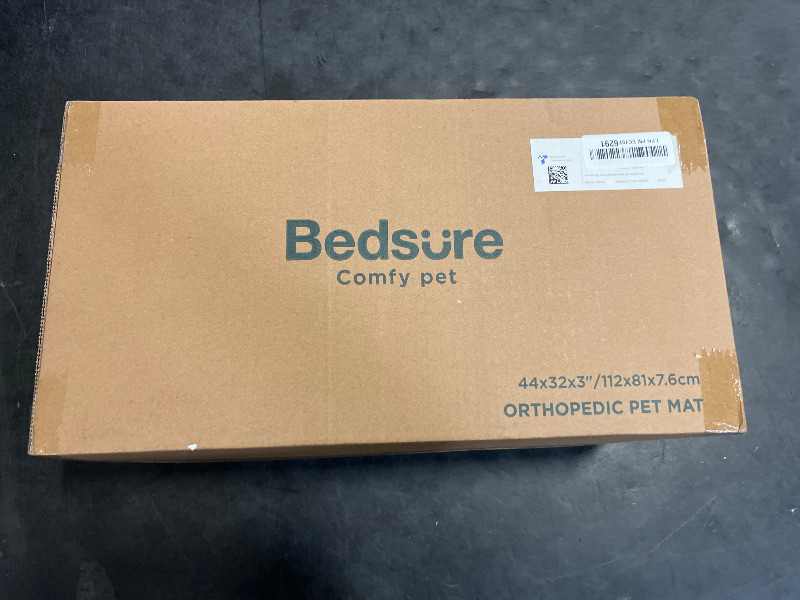 Bedsure
Comfy pet
44x32x3"/112x81x7.6cm
ORTHOPEDIC PET MAT